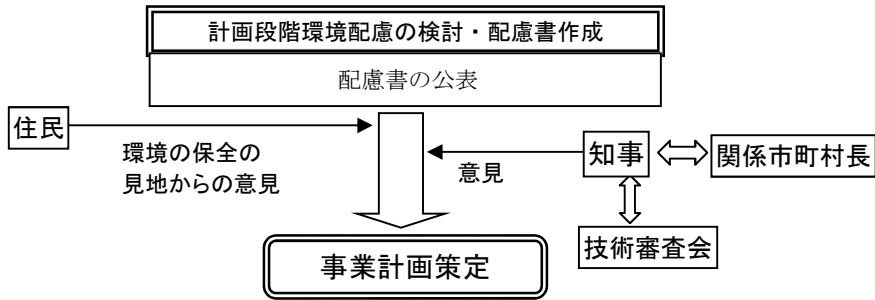 計画段階環境配慮の検討・配慮書作成
配慮書の公表
住民
環境の保全の
見地からの意見
意見
知事
関係市町村長
技術審査会
事業計画策定